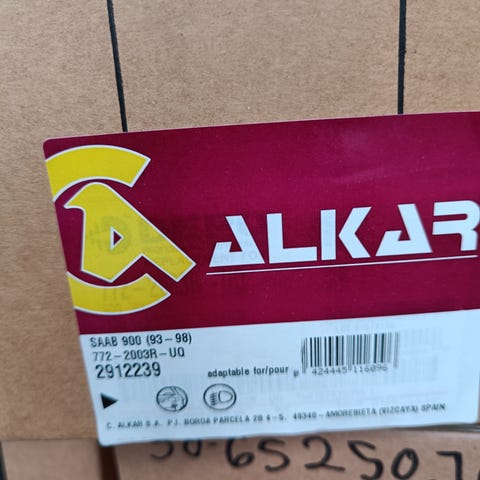 ALKAR
SAAB 900 (93-98)
772-2003R-UQ
2912239
adaptable for/pour
424445 116096
C. ALKAR S.A. P.I. BOROA PARCELA 2B 4-5. 48340-AMOREBIETA (VIZCAYA) SPAIN